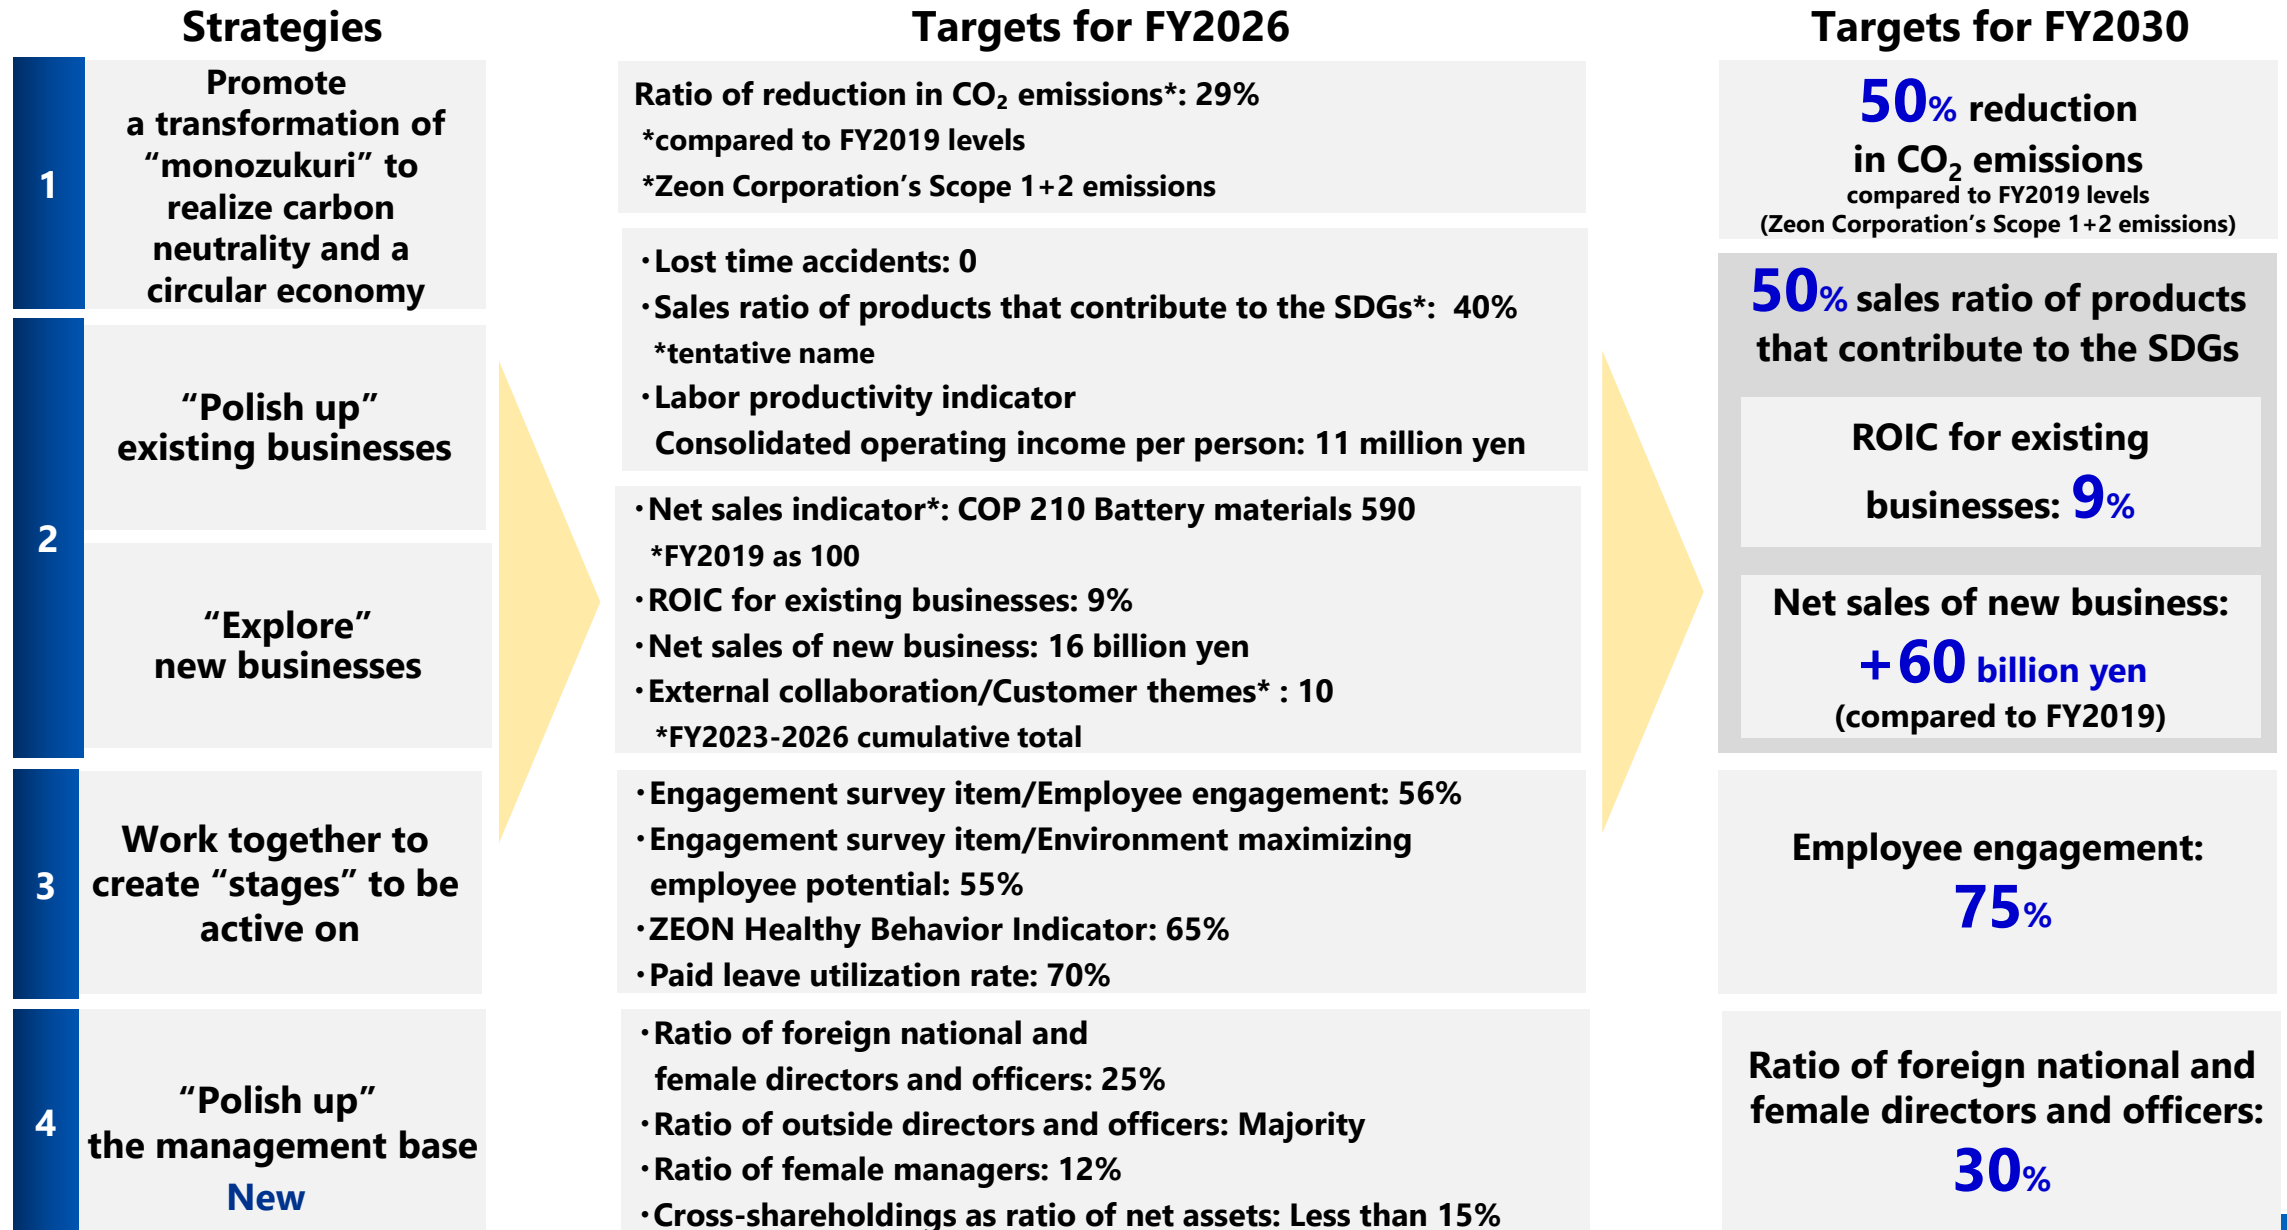 Strategies
Targets for FY2026
Targets for FY2030
1
Promote
a transformation of
“monozukuri” to
realize carbon
neutrality and a
circular economy
2
“Polish up”
existing businesses
“Explore”
new businesses
3
Work together to
create “stages” to be
active on
4
“Polish up”
the management base
New
Ratio of reduction in CO₂ emissions*: 29%
*compared to FY2019 levels
*Zeon Corporation’s Scope 1+2 emissions
・Lost time accidents: 0
・Sales ratio of products that contribute to the SDGs*: 40%
*tentative name
・Labor productivity indicator
Consolidated operating income per person: 11 million yen
・Net sales indicator*: COP 210 Battery materials 590
*FY2019 as 100
・ROIC for existing businesses: 9%
・Net sales of new business: 16 billion yen
・External collaboration/Customer themes* : 10
*FY2023-2026 cumulative total
・Engagement survey item/Employee engagement: 56%
・Engagement survey item/Environment maximizing
employee potential: 55%
・ZEON Healthy Behavior Indicator: 65%
・Paid leave utilization rate: 70%
・Ratio of foreign national and
female directors and officers: 25%
・Ratio of outside directors and officers: Majority
・Ratio of female managers: 12%
・Cross-shareholdings as ratio of net assets: Less than 15%
50% reduction
in CO₂ emissions
compared to FY2019 levels
(Zeon Corporation’s Scope 1+2 emissions)
50% sales ratio of products
that contribute to the SDGs
ROIC for existing
businesses: 9%
Net sales of new business:
+60 billion yen
(compared to FY2019)
Employee engagement:
75%
Ratio of foreign national and
female directors and officers:
30%